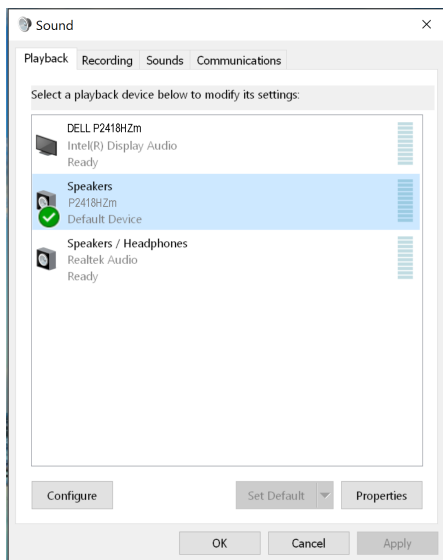 Sound
Playback Recording Sounds Communications
Select a playback device below to modify its settings:
DELL P2418HZm
Intel(R) Display Audio
Ready
Speakers
P2418HZm
Default Device
Speakers / Headphones
Realtek Audio
Ready
Configure Set Default Properties
OK Cancel Apply